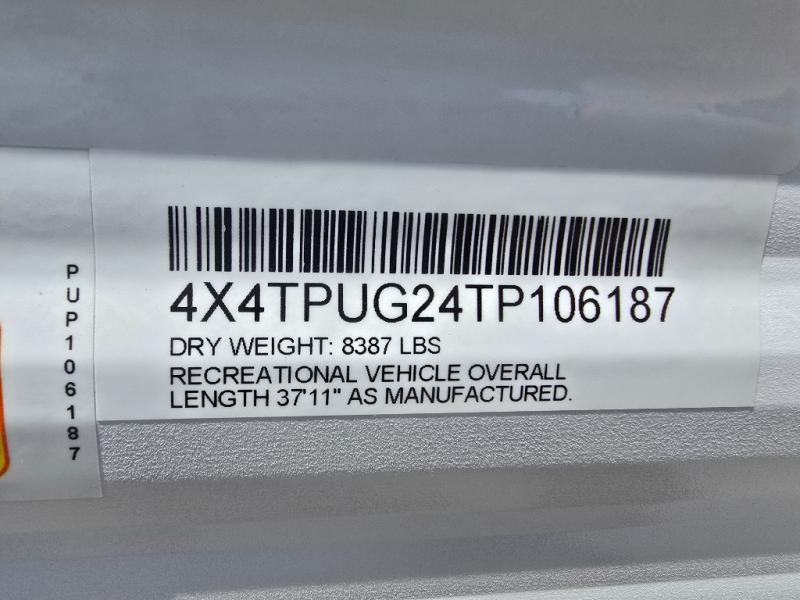 PUP106187
4X4TPUG24TP106187
DRY WEIGHT: 8387 LBS
RECREATIONAL VEHICLE OVERALL
LENGTH 37'11" AS MANUFACTURED.